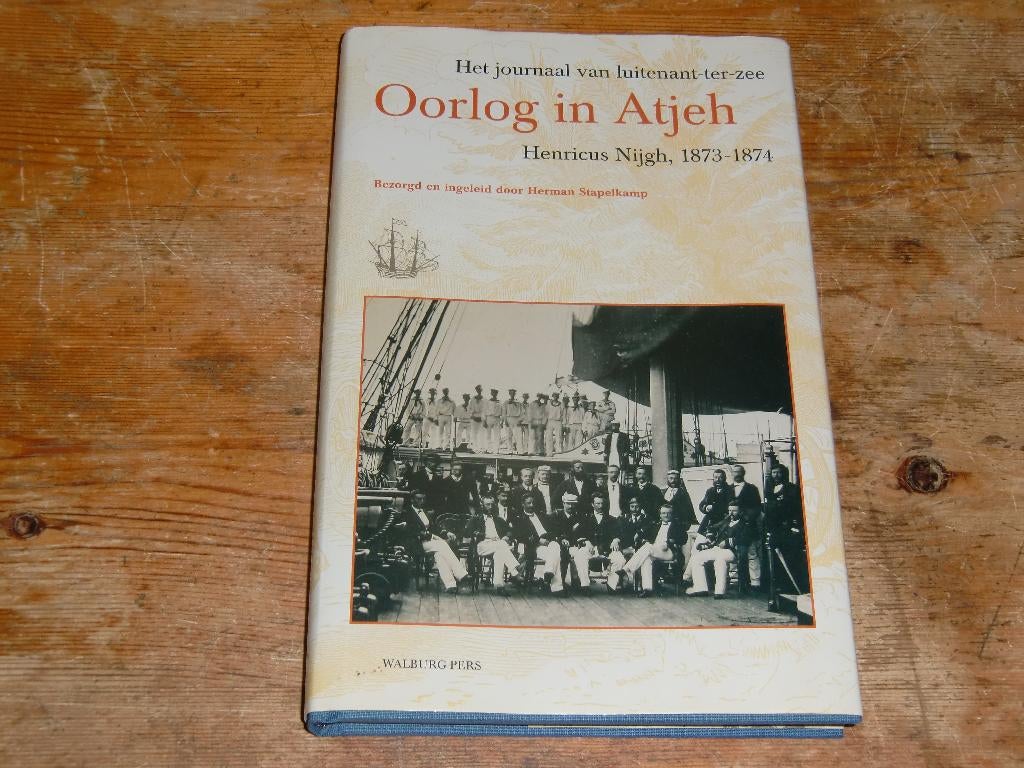 Het journaal van luitenant-ter-zee
Oorlog in Atjeh
Henricus Nijgh, 1873-1874
Bezorgd en ingeleid door Herman Stapelkamp
WALBURG PERS